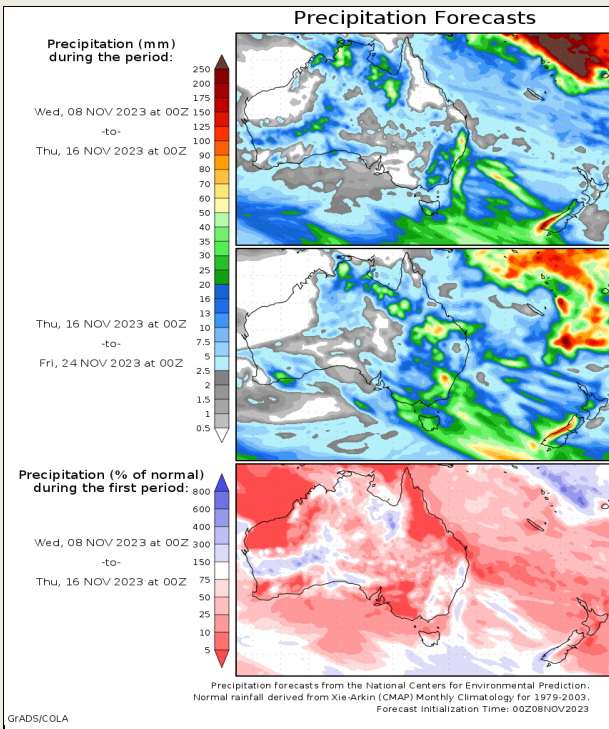 Precipitation Forecasts
Precipitation (mm)
during the period:
Wed, 08 NOV 2023 at 00Z
-to-
Thu, 16 NOV 2023 at 00Z
250
200
175
150
125
100
90
80
70
60
50
40
35
30
25
20
16
13
10
7.5
5
2.5
2
1.5
1
0.5
Thu, 16 NOV 2023 at 00Z
-to-
Fri, 24 NOV 2023 at 00Z
Precipitation (% of normal)
during the first period:
Wed, 08 NOV 2023 at 00Z
-to-
Thu, 16 NOV 2023 at 00Z
800
600
400
300
150
75
50
25
10
5
Precipitation forecasts from the National Centers for Environmental Prediction.
Normal rainfall derived from Xie-Arkin (CMAP) Monthly Climatology for 1979-2003.
Forecast Initialization Time: 00Z08NOV2023
GrADS/COLA